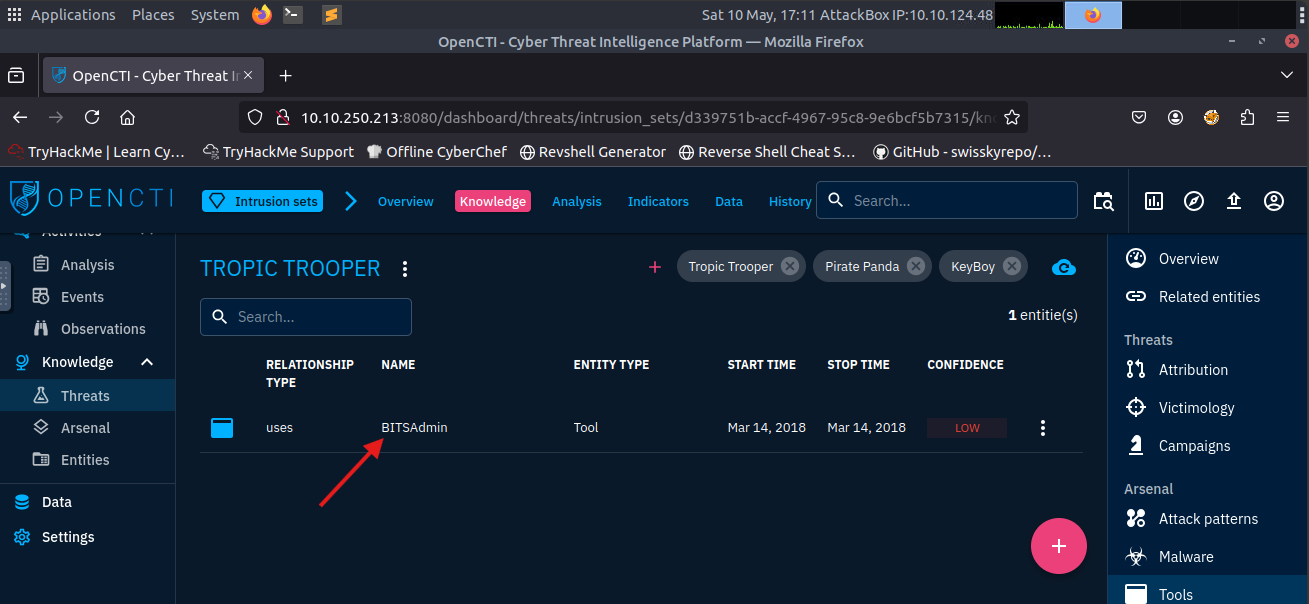 Applications Places System Sat 10 May, 17:11 AttackBox IP:10.10.124.48
OpenCTI - Cyber Threat Intelligence Platform — Mozilla Firefox
OpenCTI - Cyber Threat I
10.10.250.213:8080/dashboard/threats/intrusion_sets/d339751b-accf-4967-95c8-9e6bcf5b7315/kno
TryHackMe | Learn Cy… TryHackMe Support Offline CyberChef Revshell Generator Reverse Shell Cheat S… GitHub - swisskyrepo/…
OPENCTI Intrusion sets Overview Knowledge Analysis Indicators Data History Search...
Activities
Analysis
Events
Observations
Knowledge
Threats
Arsenal
Entities
Data
Settings
TROPIC TROOPER + Tropic Trooper Pirate Panda KeyBoy
Search... 1 entitie(s)
RELATIONSHIP TYPE NAME ENTITY TYPE START TIME STOP TIME CONFIDENCE
uses BITSAdmin Tool Mar 14, 2018 Mar 14, 2018 LOW
Overview
Related entities
Threats
Attribution
Victimology
Campaigns
Arsenal
Attack patterns
Malware
Tools